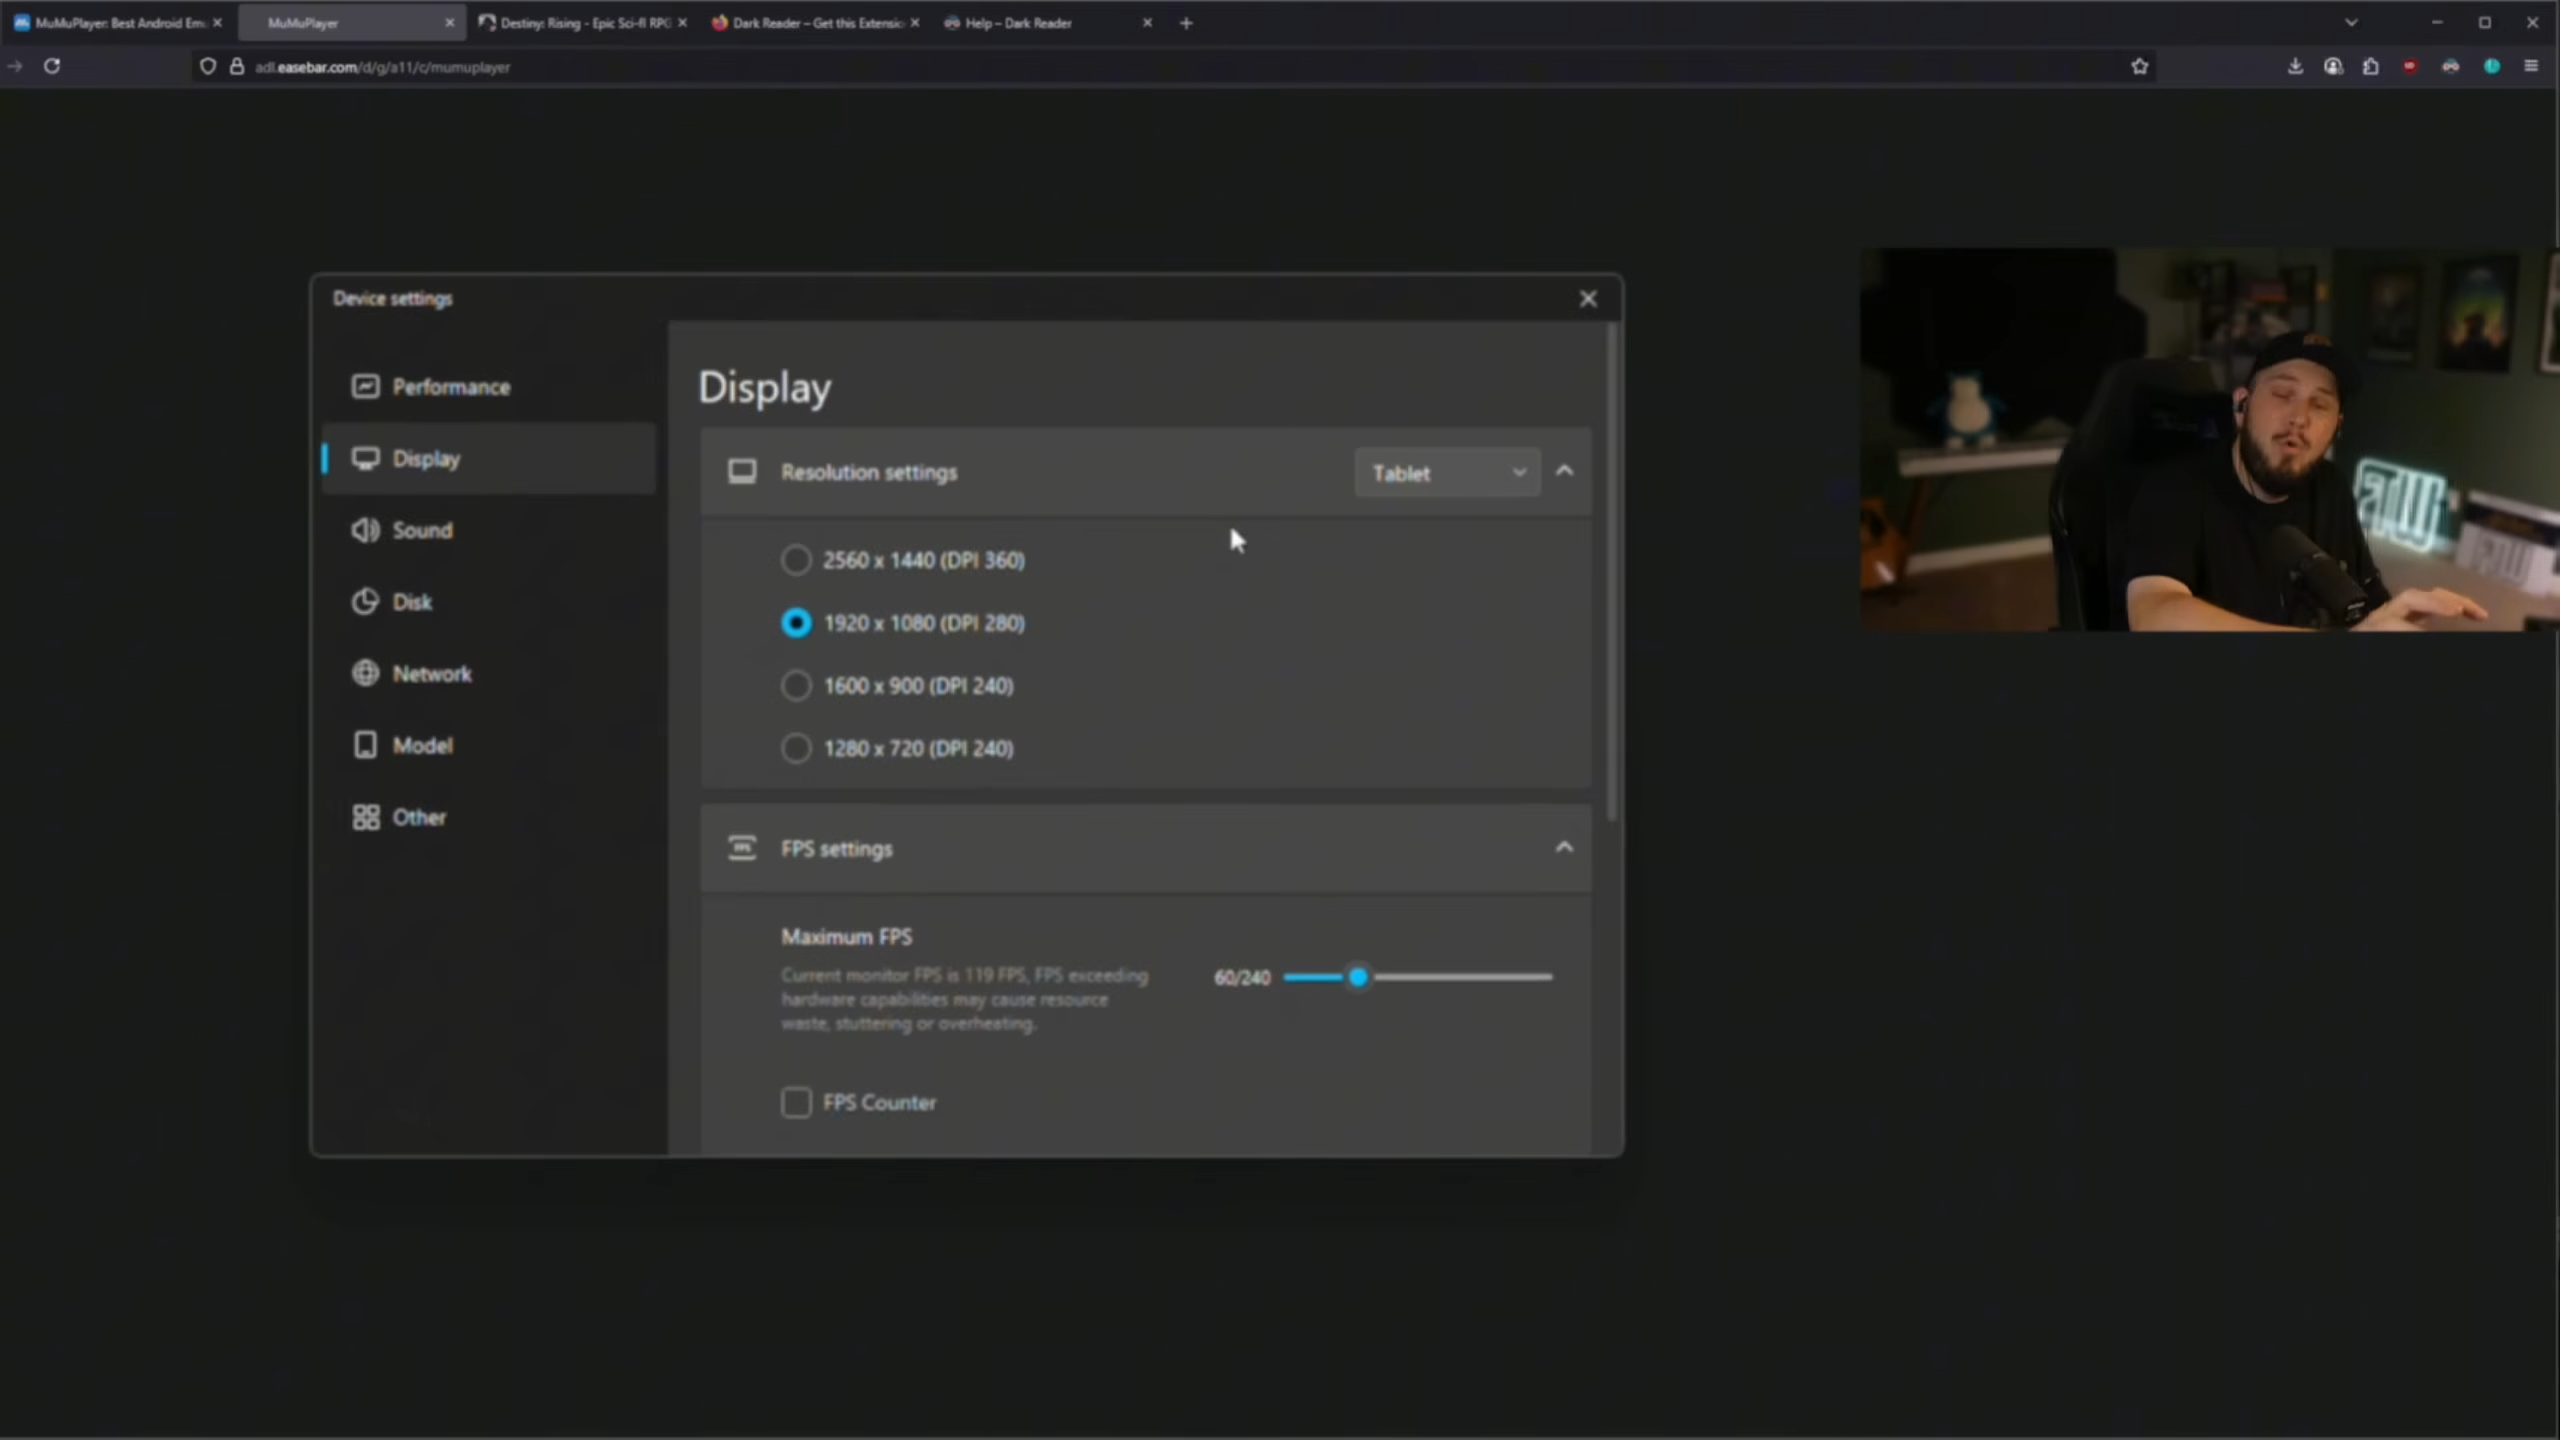 MuMuPlayer: Best Android Em
MuMuPlayer
Destiny: Rising - Epic Sci-fi RPG
Dark Reader – Get this Extensio
Help – Dark Reader
adl.easebar.com/d/g/a11/c/mumuplayer
Device settings
Performance
Display
Sound
Disk
Network
Model
Other
Display
Resolution settings
Tablet
2560 x 1440 (DPI 360)
1920 x 1080 (DPI 280)
1600 x 900 (DPI 240)
1280 x 720 (DPI 240)
FPS settings
Maximum FPS
Current monitor FPS is 119 FPS, FPS exceeding
hardware capabilities may cause resource
waste, stuttering or overheating.
60/240
FPS Counter